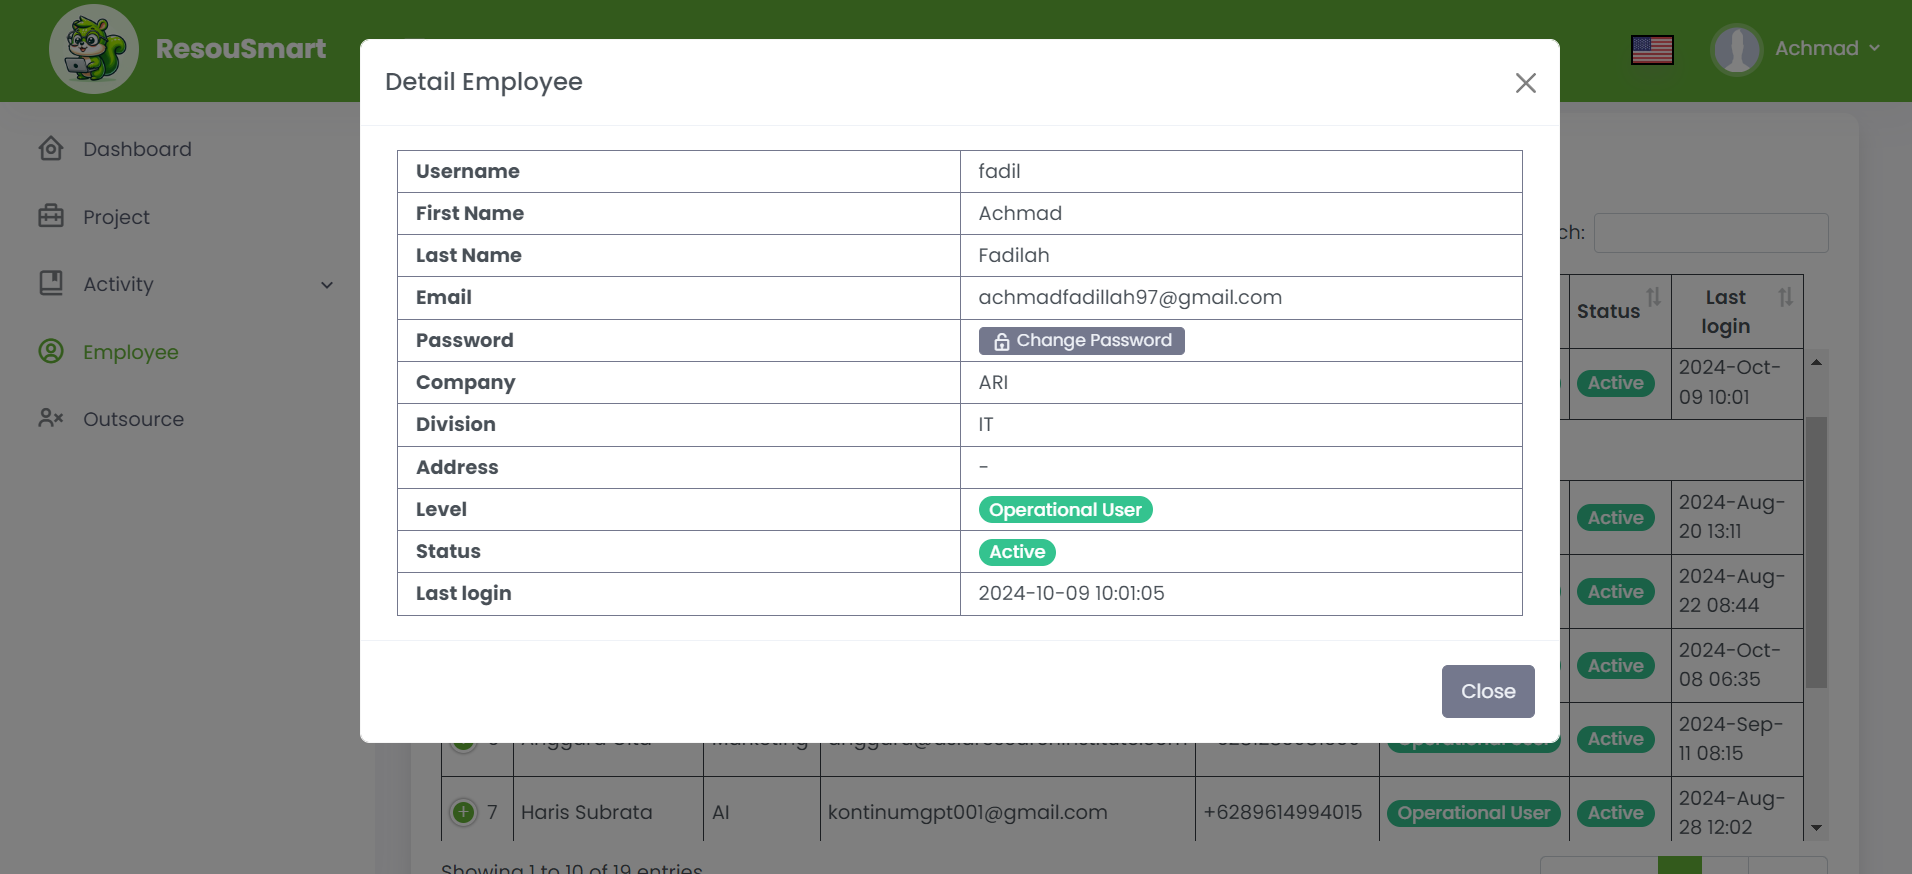 ResouSmart
Achmad
Detail Employee
Dashboard
Project
Activity
Employee
Outsource
Username fadil
First Name Achmad
Last Name Fadilah
Email achmadfadillah97@gmail.com
Password Change Password
Company ARI
Division IT
Address -
Level Operational User
Status Active
Last login 2024-10-09 10:01:05
Close
ch:
Status Last
login
Active 2024-Oct-
09 10:01
Active 2024-Aug-
20 13:11
Active 2024-Aug-
22 08:44
Active 2024-Oct-
08 06:35
Operational User Active 2024-Sep-
11 08:15
7 Haris Subrata AI kontinumgpt001@gmail.com +6289614994015 Operational User Active 2024-Aug-
28 12:02
Showing 1 to 10 of 19 entries